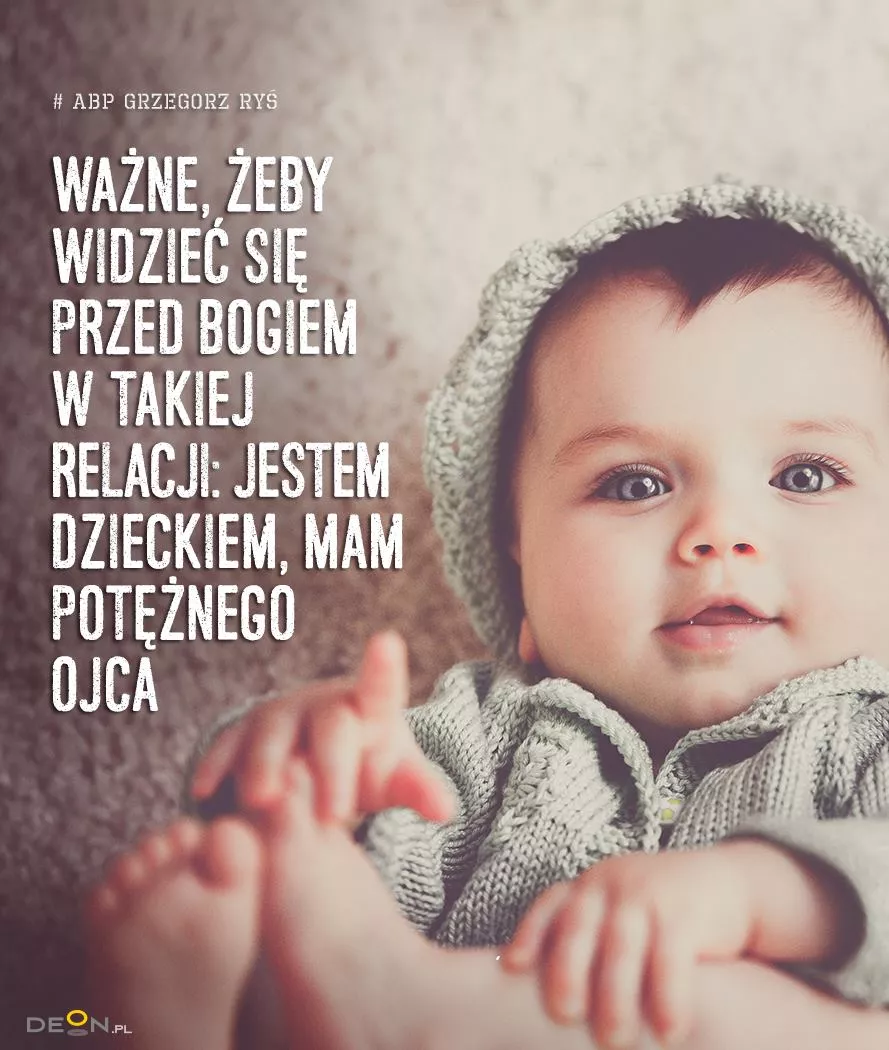 # ABP GRZEGORZ RYŚ
WAŻNE, ŻEBY
WIDZIEĆ SIĘ
PRZED BOGIEM
W TAKIEJ
RELACJI: JESTEM
DZIECKIEM, MAM
POTĘŻNEGO
OJCA
DEON.PL